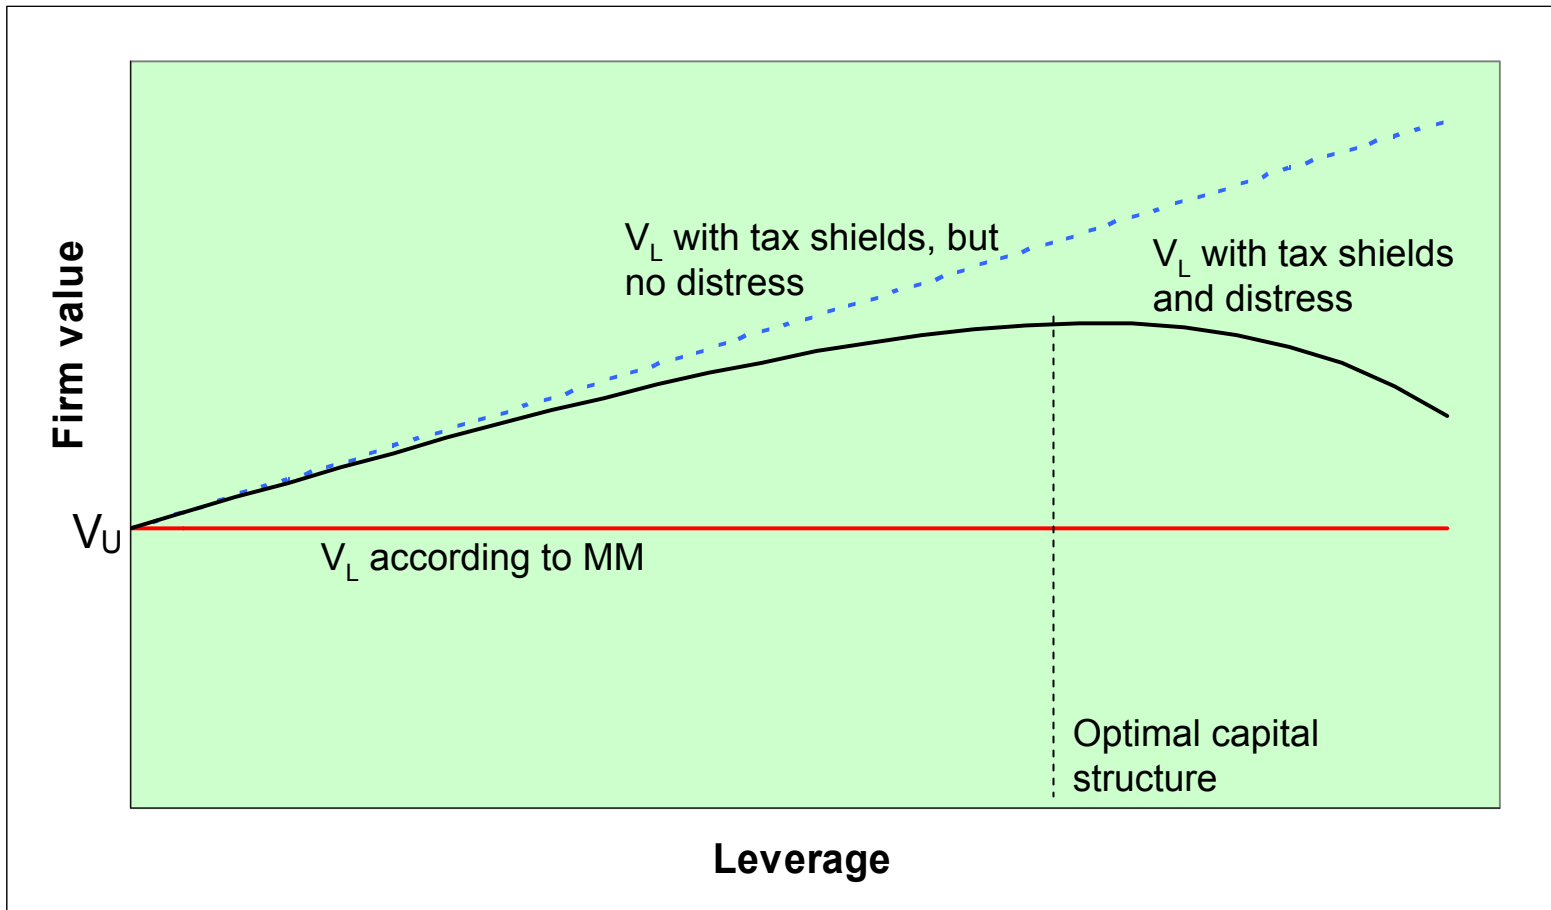 V_L with tax shields, but
no distress
V_L with tax shields
and distress
Firm value
V_U
V_L according to MM
Optimal capital
structure
Leverage